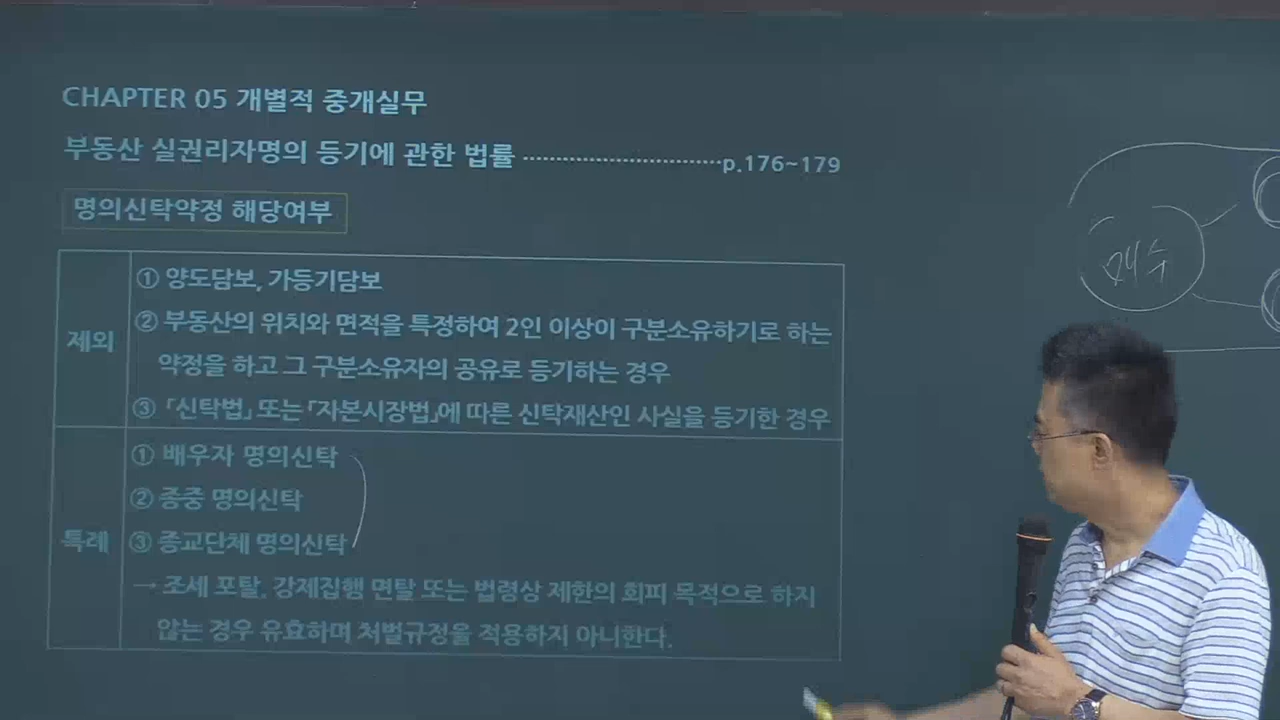 CHAPTER 05 개별적 중개실무
부동산 실권리자명의 등기에 관한 법률 ································p.176~179
명의신탁약정 해당여부
제외
① 양도담보, 가등기담보
② 부동산의 위치와 면적을 특정하여 2인 이상이 구분소유하기로 하는
약정을 하고 그 구분소유자의 공유로 등기하는 경우
③ 「신탁법」 또는 「자본시장법」에 따른 신탁재산인 사실을 등기한 경우
특례
① 배우자 명의신탁
② 종중 명의신탁
③ 종교단체 명의신탁
→ 조세 포탈, 강제집행 면탈 또는 법령상 제한의 회피 목적으로 하지
않는 경우 유효하며 처벌규정을 적용하지 아니한다.
매수